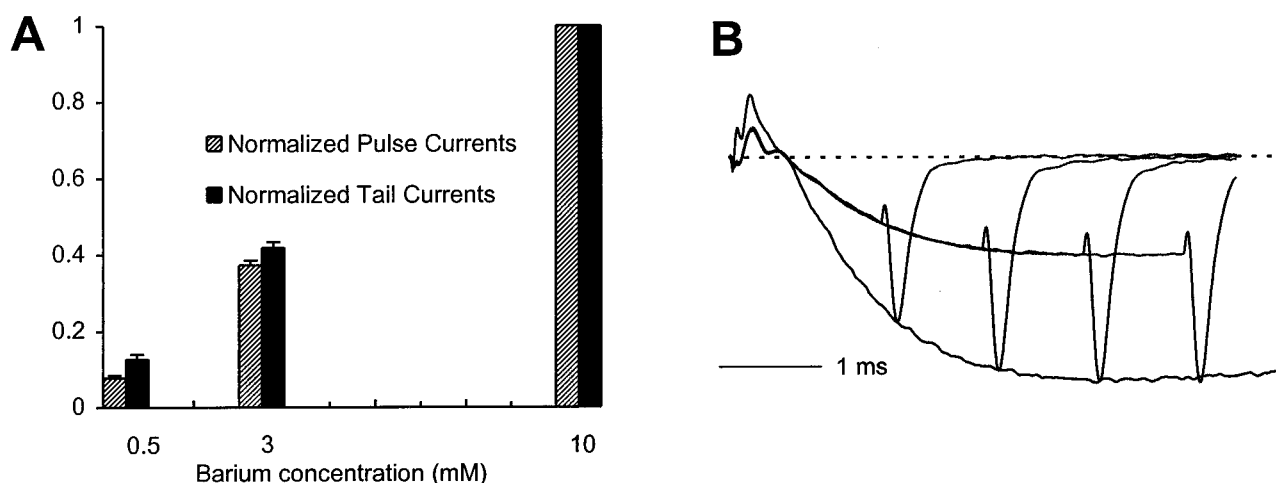 A
1
0.8
0.6
0.4
0.2
0
Normalized Pulse Currents
Normalized Tail Currents
0.5
3
10
Barium concentration (mM)
B
1 ms